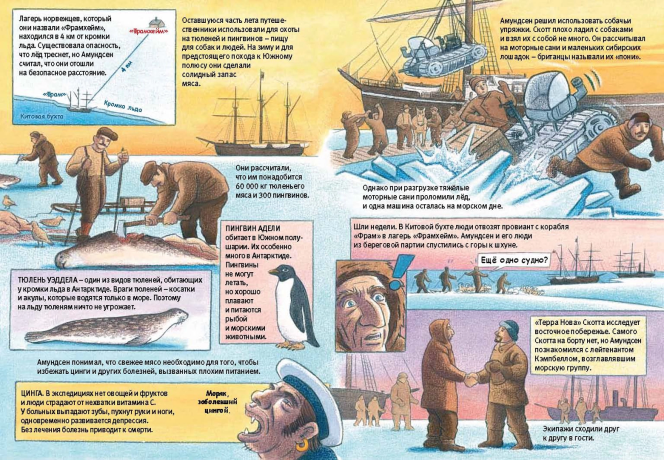 Лагерь норвежцев, который
они назвали «Фрамхейм»,
находился в 4 км от кромки
льда. Существовала опасность,
что лёд треснет, но Амундсен
считал, что они отошли
на безопасное расстояние.
«Фрамхейм»
4 км
«Фрам»
Кромка льда
Китовая бухта
Оставшуюся часть лета путеше-
ственники использовали для охоты
на тюленей и пингвинов – пищу
для собак и людей. На зиму и для
предстоящего похода к Южному
полюсу они сделали
солидный запас
мяса.
Они рассчитали,
что им понадобится
60 000 кг тюленьего
мяса и 300 пингвинов.
ПИНГВИН АДЕЛИ
обитает в Южном полу-
шарии. Их особенно
много в Антарктиде.
Пингвины
не могут
летать,
но хорошо
плавают
и питаются
рыбой
и морскими
животными.
ТЮЛЕНЬ УЭДДЕЛА – один из видов тюленей, обитающих
у кромки льда в Антарктиде. Враги тюленей – косатки
и акулы, которые водятся только в море. Поэтому
на льду тюленям ничто не угрожает.
Амундсен понимал, что свежее мясо необходимо для того, чтобы
избежать цинги и других болезней, вызванных плохим питанием.
ЦИНГА. В экспедициях нет овощей и фруктов
и люди страдают от нехватки витамина С.
У больных выпадают зубы, пухнут руки и ноги,
одновременно развивается депрессия.
Без лечения болезнь приводит к смерти.
Моряк,
заболевший
цингой.
Амундсен решил использовать собачьи
упряжки. Скотт плохо ладил с собаками
и взял их с собой не много. Он рассчитывал
на моторные сани и маленьких сибирских
лошадок – британцы называли их «пони».
Однако при разгрузке тяжёлые
моторные сани проломили лёд,
и одна машина осталась на морском дне.
Шли недели. В Китовой бухте люди отвозят провиант с корабля
«Фрам» в лагерь «Фрамхейм». Амундсен и его люди
из береговой партии спустились с горы к шхуне.
Ещё одно судно?
«Терра Нова» Скотта исследует
восточное побережье. Самого
Скотта на борту нет, но Амундсен
познакомился с лейтенантом
Кэмпбеллом, возглавлявшим
морскую группу.
Экипажи сходили друг
к другу в гости.